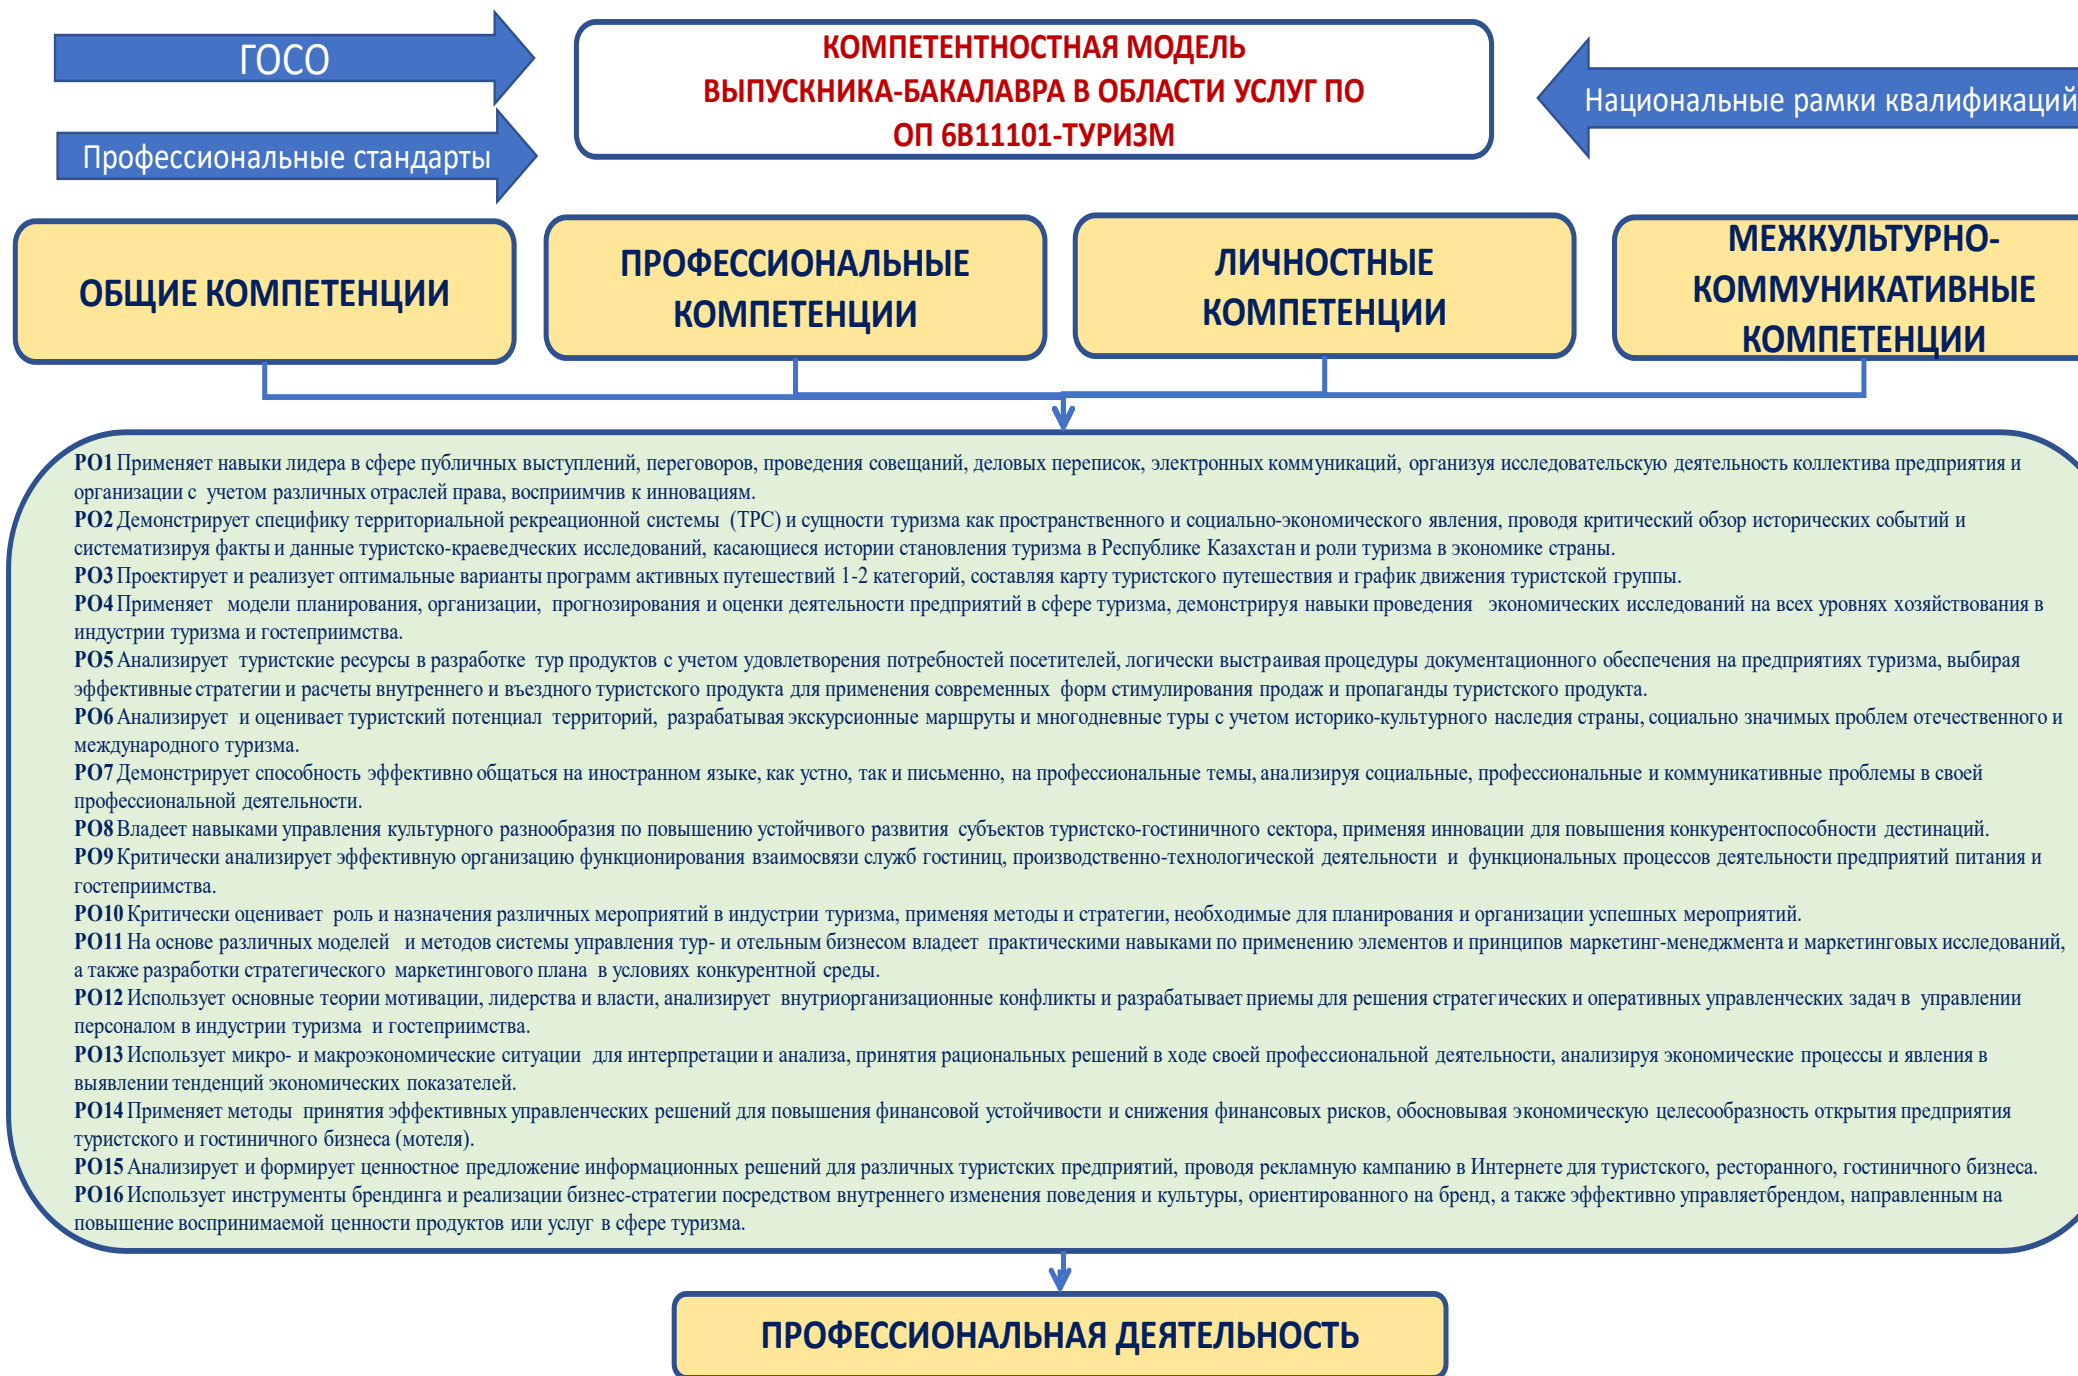 ГОСО
КОМПЕТЕНТНОСТНАЯ МОДЕЛЬ
ВЫПУСКНИКА-БАКАЛАВРА В ОБЛАСТИ УСЛУГ ПО
ОП 6В11101-ТУРИЗМ
Национальные рамки квалификаций
Профессиональные стандарты
ОБЩИЕ КОМПЕТЕНЦИИ
ПРОФЕССИОНАЛЬНЫЕ
КОМПЕТЕНЦИИ
ЛИЧНОСТНЫЕ
КОМПЕТЕНЦИИ
МЕЖКУЛЬТУРНО-
КОММУНИКАТИВНЫЕ
КОМПЕТЕНЦИИ
РО1 Применяет навыки лидера в сфере публичных выступлений, переговоров, проведения совещаний, деловых переписок, электронных коммуникаций, организуя исследовательскую деятельность коллектива предприятия и
организации с учетом различных отраслей права, восприимчив к инновациям.
РО2 Демонстрирует специфику территориальной рекреационной системы (ТРС) и сущности туризма как пространственного и социально-экономического явления, проводя критический обзор исторических событий и
систематизируя факты и данные туристско-краеведческих исследований, касающиеся истории становления туризма в Республике Казахстан и роли туризма в экономике страны.
РО3 Проектирует и реализует оптимальные варианты программ активных путешествий 1-2 категорий, составляя карту туристского путешествия и график движения туристской группы.
РО4 Применяет модели планирования, организации, прогнозирования и оценки деятельности предприятий в сфере туризма, демонстрируя навыки проведения экономических исследований на всех уровнях хозяйствования в
индустрии туризма и гостеприимства.
РО5 Анализирует туристские ресурсы в разработке тур продуктов с учетом удовлетворения потребностей посетителей, логически выстраивая процедуры документационного обеспечения на предприятиях туризма, выбирая
эффективные стратегии и расчеты внутреннего и въездного туристского продукта для применения современных форм стимулирования продаж и пропаганды туристского продукта.
РО6 Анализирует и оценивает туристский потенциал территорий, разрабатывая экскурсионные маршруты и многодневные туры с учетом историко-культурного наследия страны, социально значимых проблем отечественного и
международного туризма.
РО7 Демонстрирует способность эффективно общаться на иностранном языке, как устно, так и письменно, на профессиональные темы, анализируя социальные, профессиональные и коммуникативные проблемы в своей
профессиональной деятельности.
РО8 Владеет навыками управления культурного разнообразия по повышению устойчивого развития субъектов туристско-гостиничного сектора, применяя инновации для повышения конкурентоспособности дестинаций.
РО9 Критически анализирует эффективную организацию функционирования взаимосвязи служб гостиниц, производственно-технологической деятельности и функциональных процессов деятельности предприятий питания и
гостеприимства.
РО10 Критически оценивает роль и назначения различных мероприятий в индустрии туризма, применяя методы и стратегии, необходимые для планирования и организации успешных мероприятий.
РО11 На основе различных моделей и методов системы управления тур- и отельным бизнесом владеет практическими навыками по применению элементов и принципов маркетинг-менеджмента и маркетинговых исследований,
а также разработки стратегического маркетингового плана в условиях конкурентной среды.
РО12 Использует основные теории мотивации, лидерства и власти, анализирует внутриорганизационные конфликты и разрабатывает приемы для решения стратегических и оперативных управленческих задач в управлении
персоналом в индустрии туризма и гостеприимства.
РО13 Использует микро- и макроэкономические ситуации для интерпретации и анализа, принятия рациональных решений в ходе своей профессиональной деятельности, анализируя экономические процессы и явления в
выявлении тенденций экономических показателей.
РО14 Применяет методы принятия эффективных управленческих решений для повышения финансовой устойчивости и снижения финансовых рисков, обосновывая экономическую целесообразность открытия предприятия
туристского и гостиничного бизнеса (мотеля).
РО15 Анализирует и формирует ценностное предложение информационных решений для различных туристских предприятий, проводя рекламную кампанию в Интернете для туристского, ресторанного, гостиничного бизнеса.
РО16 Использует инструменты брендинга и реализации бизнес-стратегии посредством внутреннего изменения поведения и культуры, ориентированного на бренд, а также эффективно управляетбрендом, направленным на
повышение воспринимаемой ценности продуктов или услуг в сфере туризма.
ПРОФЕССИОНАЛЬНАЯ ДЕЯТЕЛЬНОСТЬ